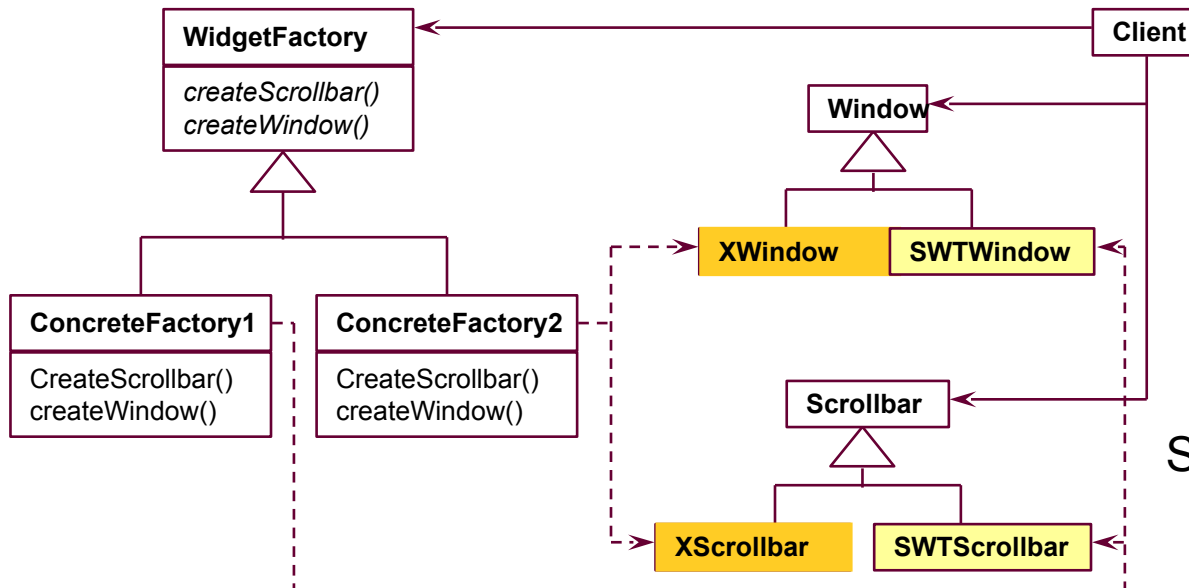 WidgetFactory
createScrollbar()
createWindow()
Client
Window
XWindow
SWTWindow
ConcreteFactory1
CreateScrollbar()
createWindow()
ConcreteFactory2
CreateScrollbar()
createWindow()
Scrollbar
S
XScrollbar
SWTScrollbar